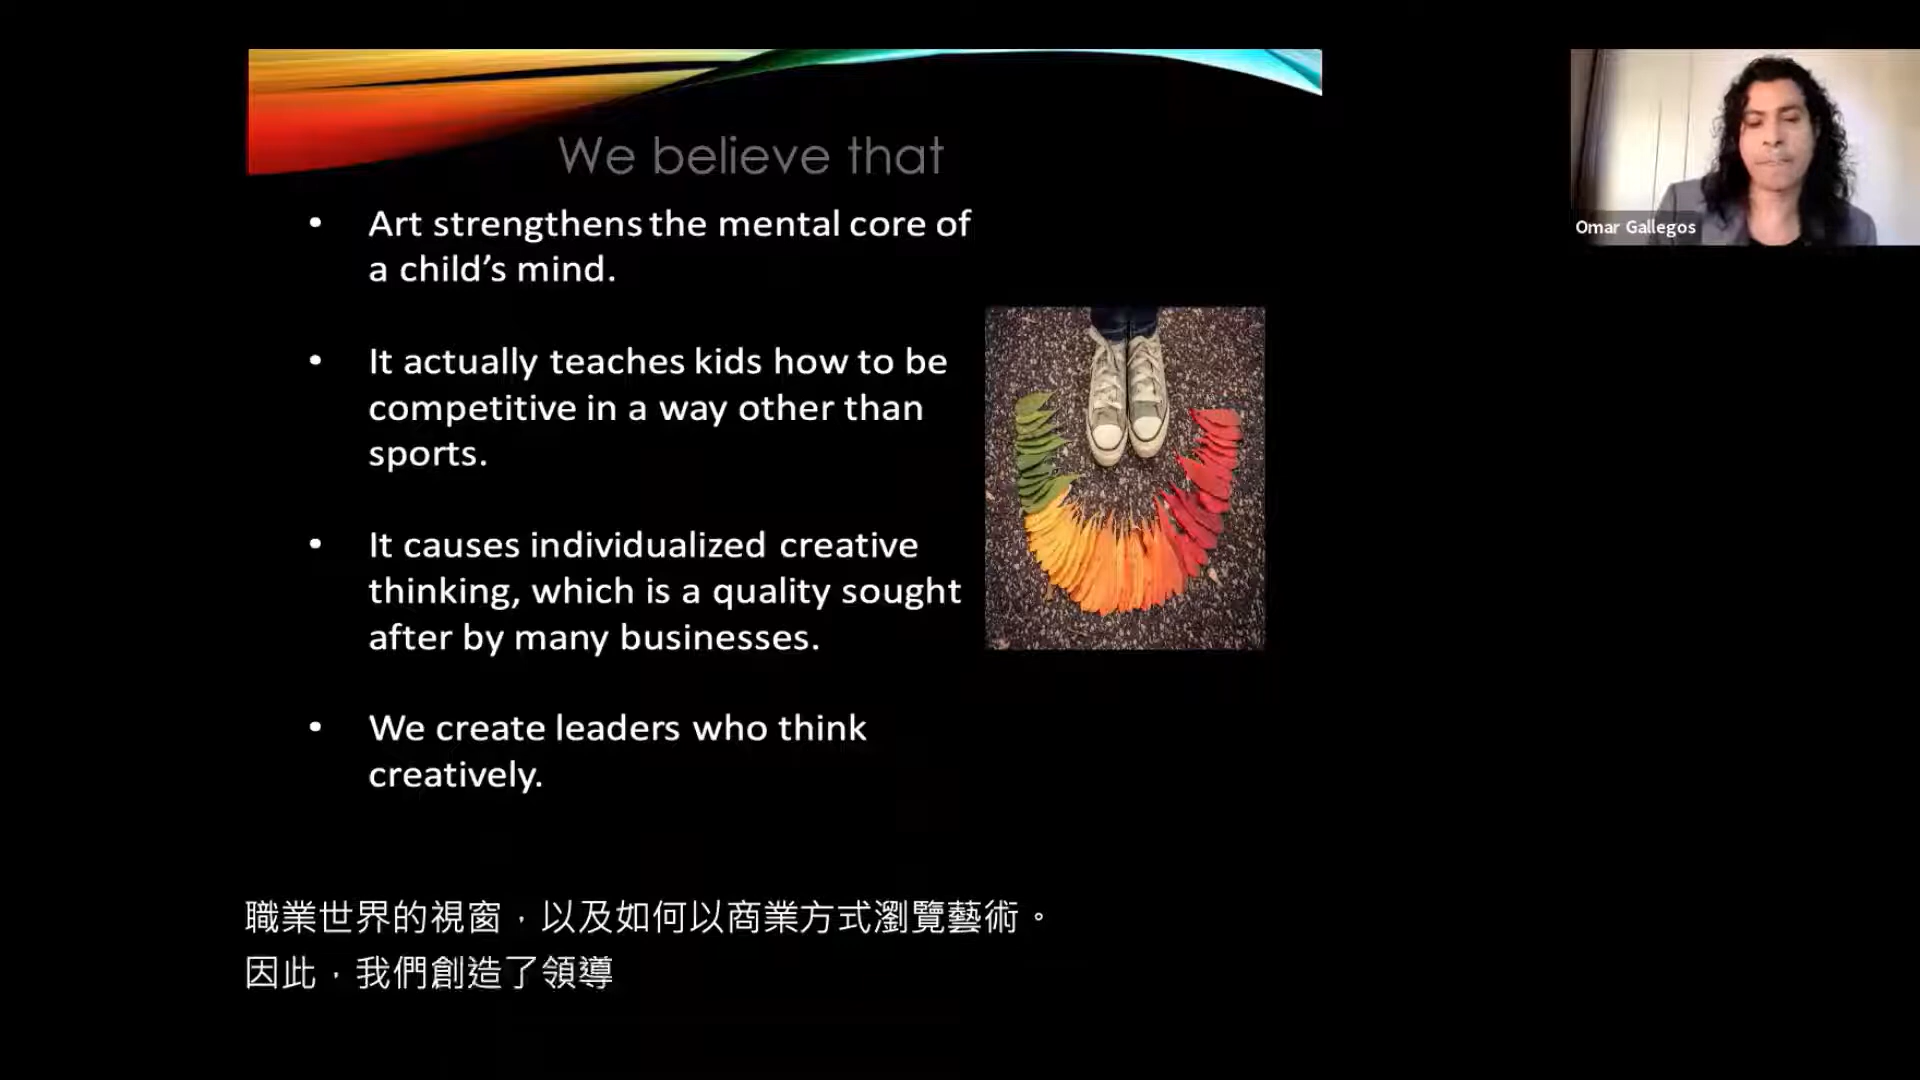 We believe that
• Art strengthens the mental core of
a child’s mind.
• It actually teaches kids how to be
competitive in a way other than
sports.
• It causes individualized creative
thinking, which is a quality sought
after by many businesses.
• We create leaders who think
creatively.
Omar Gallegos
職業世界的視窗，以及如何以商業方式瀏覽藝術。
因此，我們創造了領導